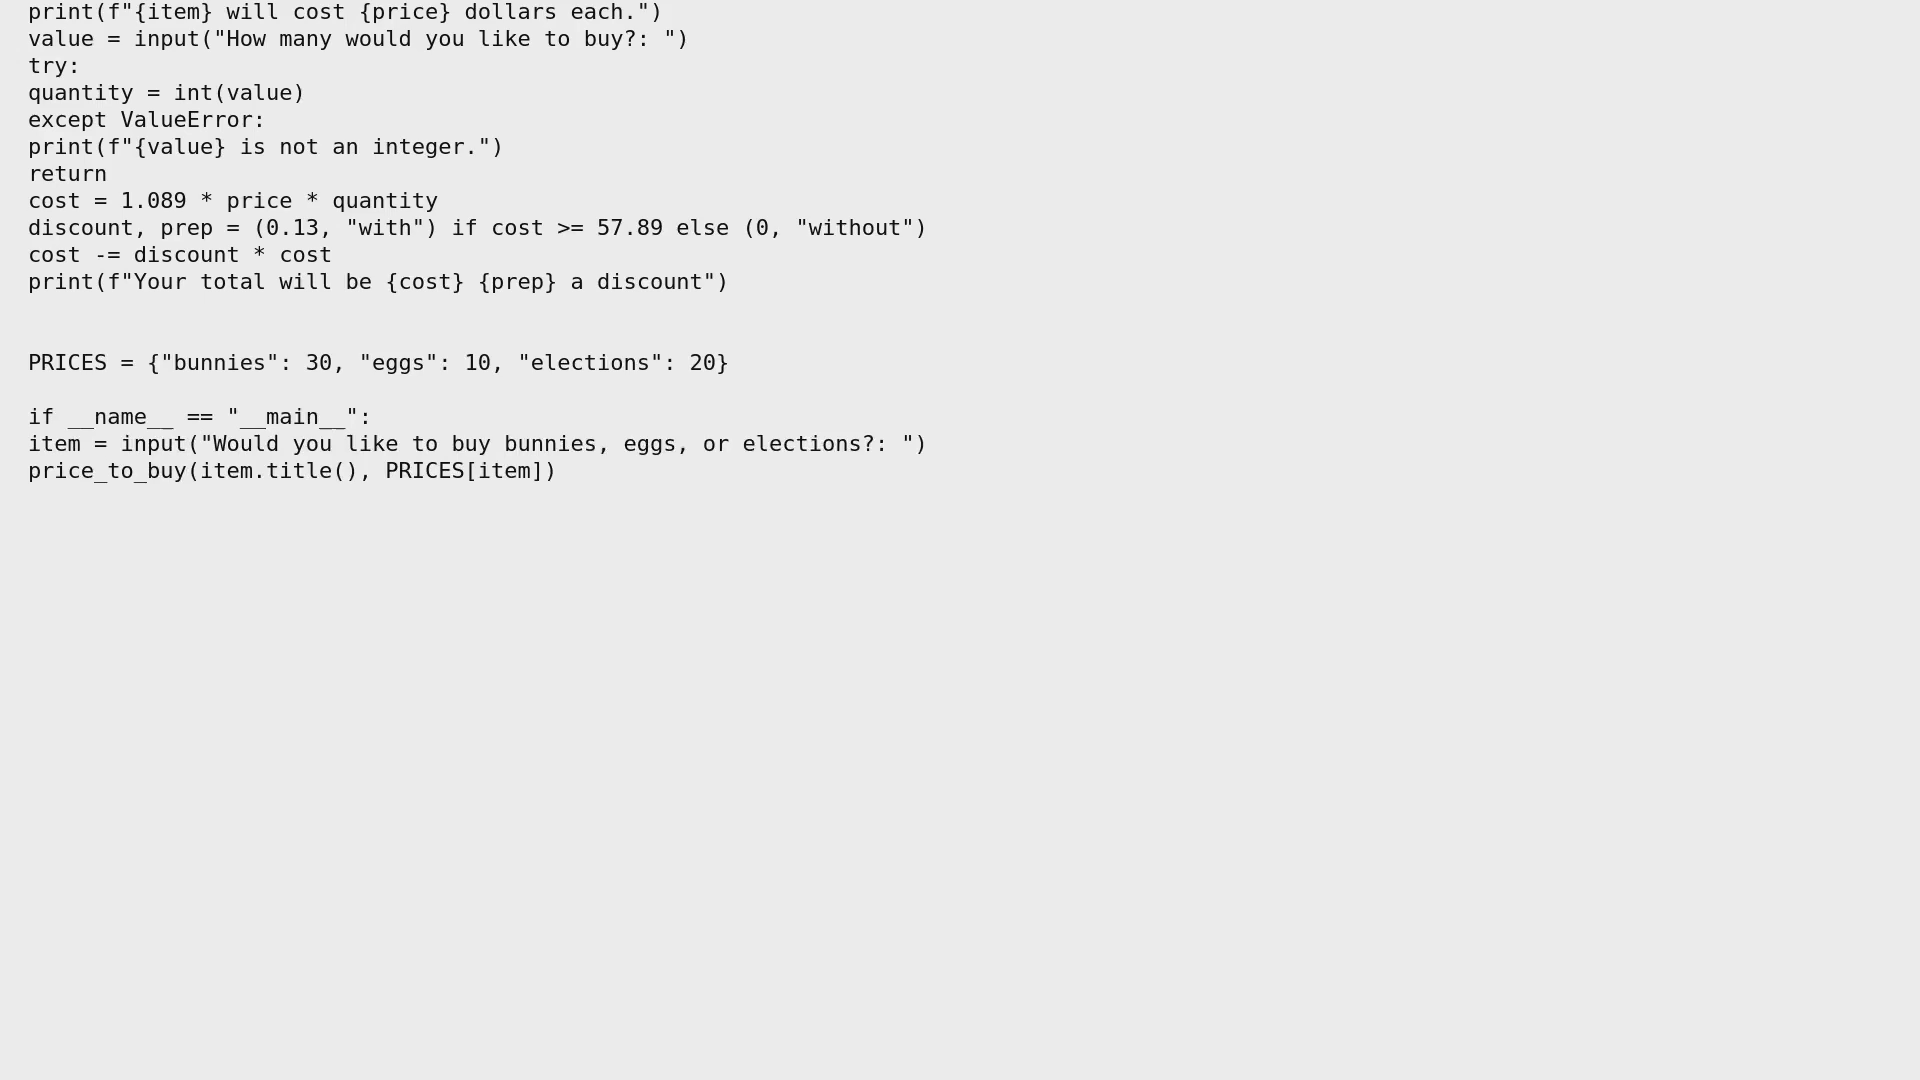 print(f"{item} will cost {price} dollars each.")
value = input("How many would you like to buy?: ")
try:
quantity = int(value)
except ValueError:
print(f"{value} is not an integer.")
return
cost = 1.089 * price * quantity
discount, prep = (0.13, "with") if cost >= 57.89 else (0, "without")
cost -= discount * cost
print(f"Your total will be {cost} {prep} a discount")
PRICES = {"bunnies": 30, "eggs": 10, "elections": 20}
if __name__ == "__main__":
item = input("Would you like to buy bunnies, eggs, or elections?: ")
price_to_buy(item.title(), PRICES[item])